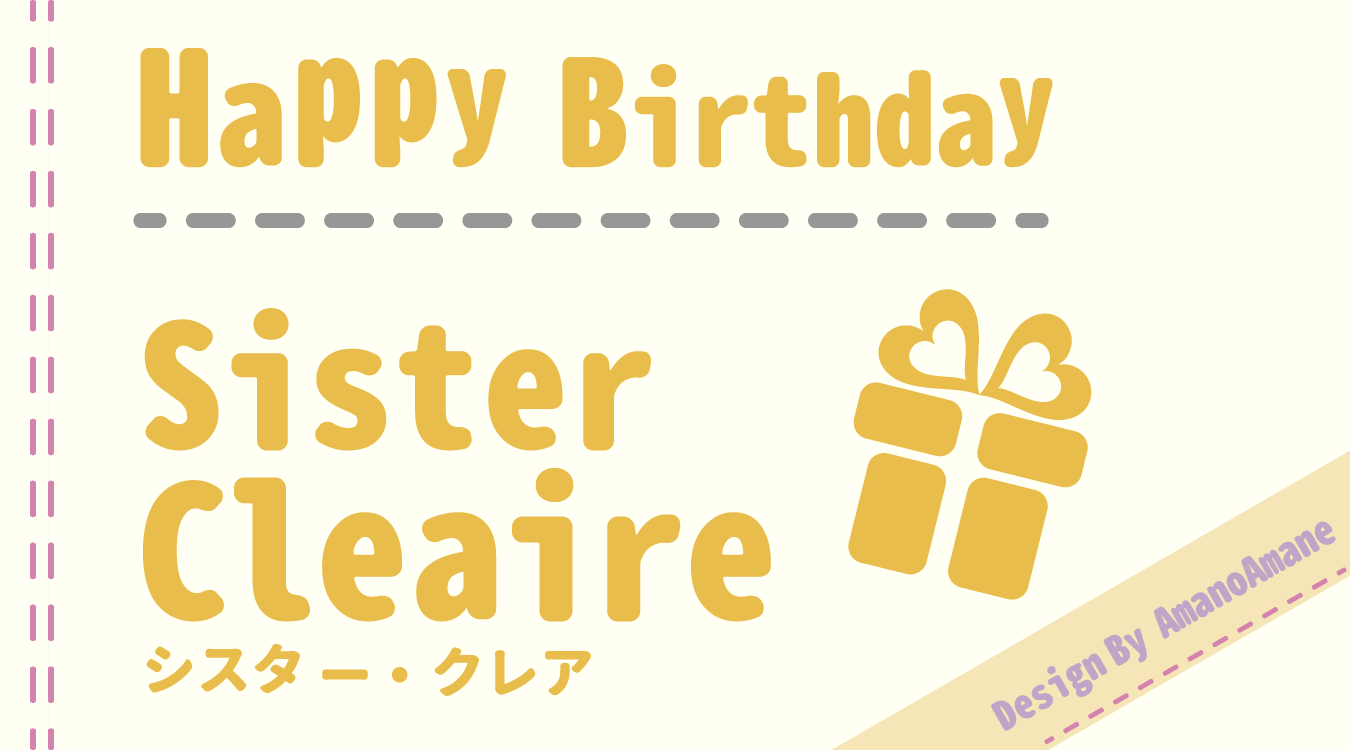 Happy Birthday
Sister
Cleaire
シスター・クレア
Design By AmanoAmane